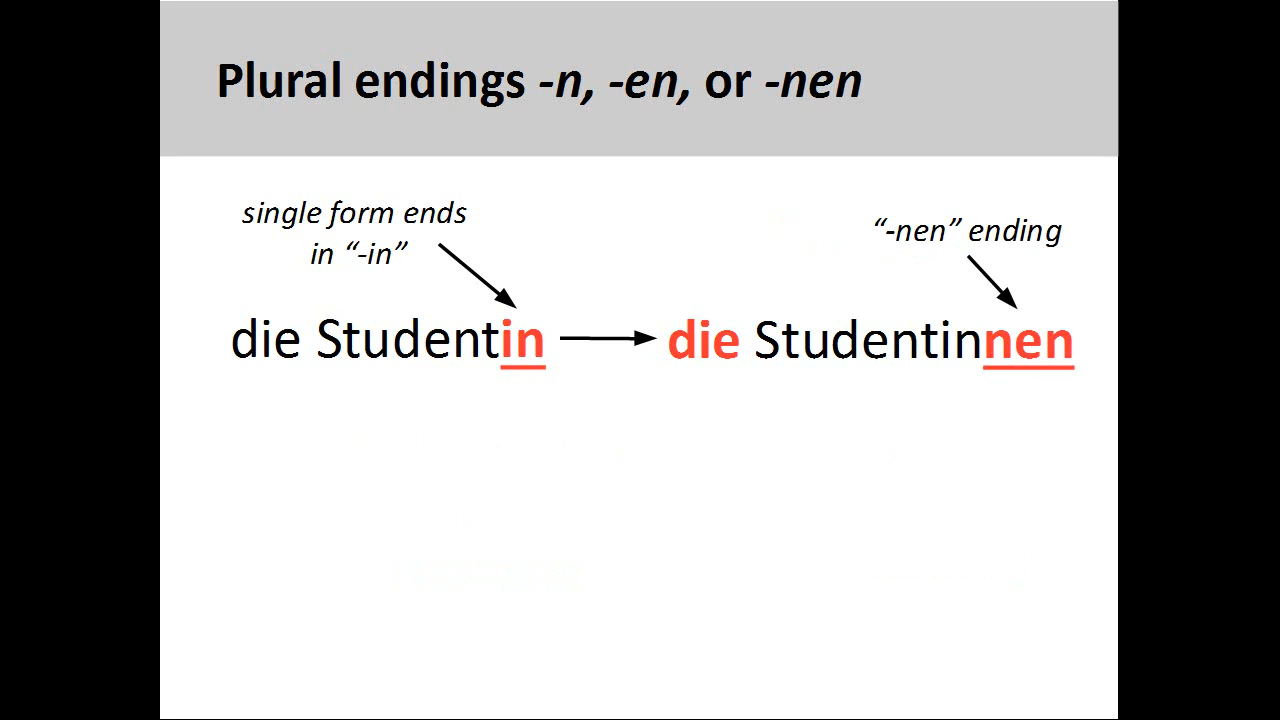 Plural endings -n, -en, or -nen
single form ends
in “-in”
“-nen” ending
die Studentin
die Studentinnen